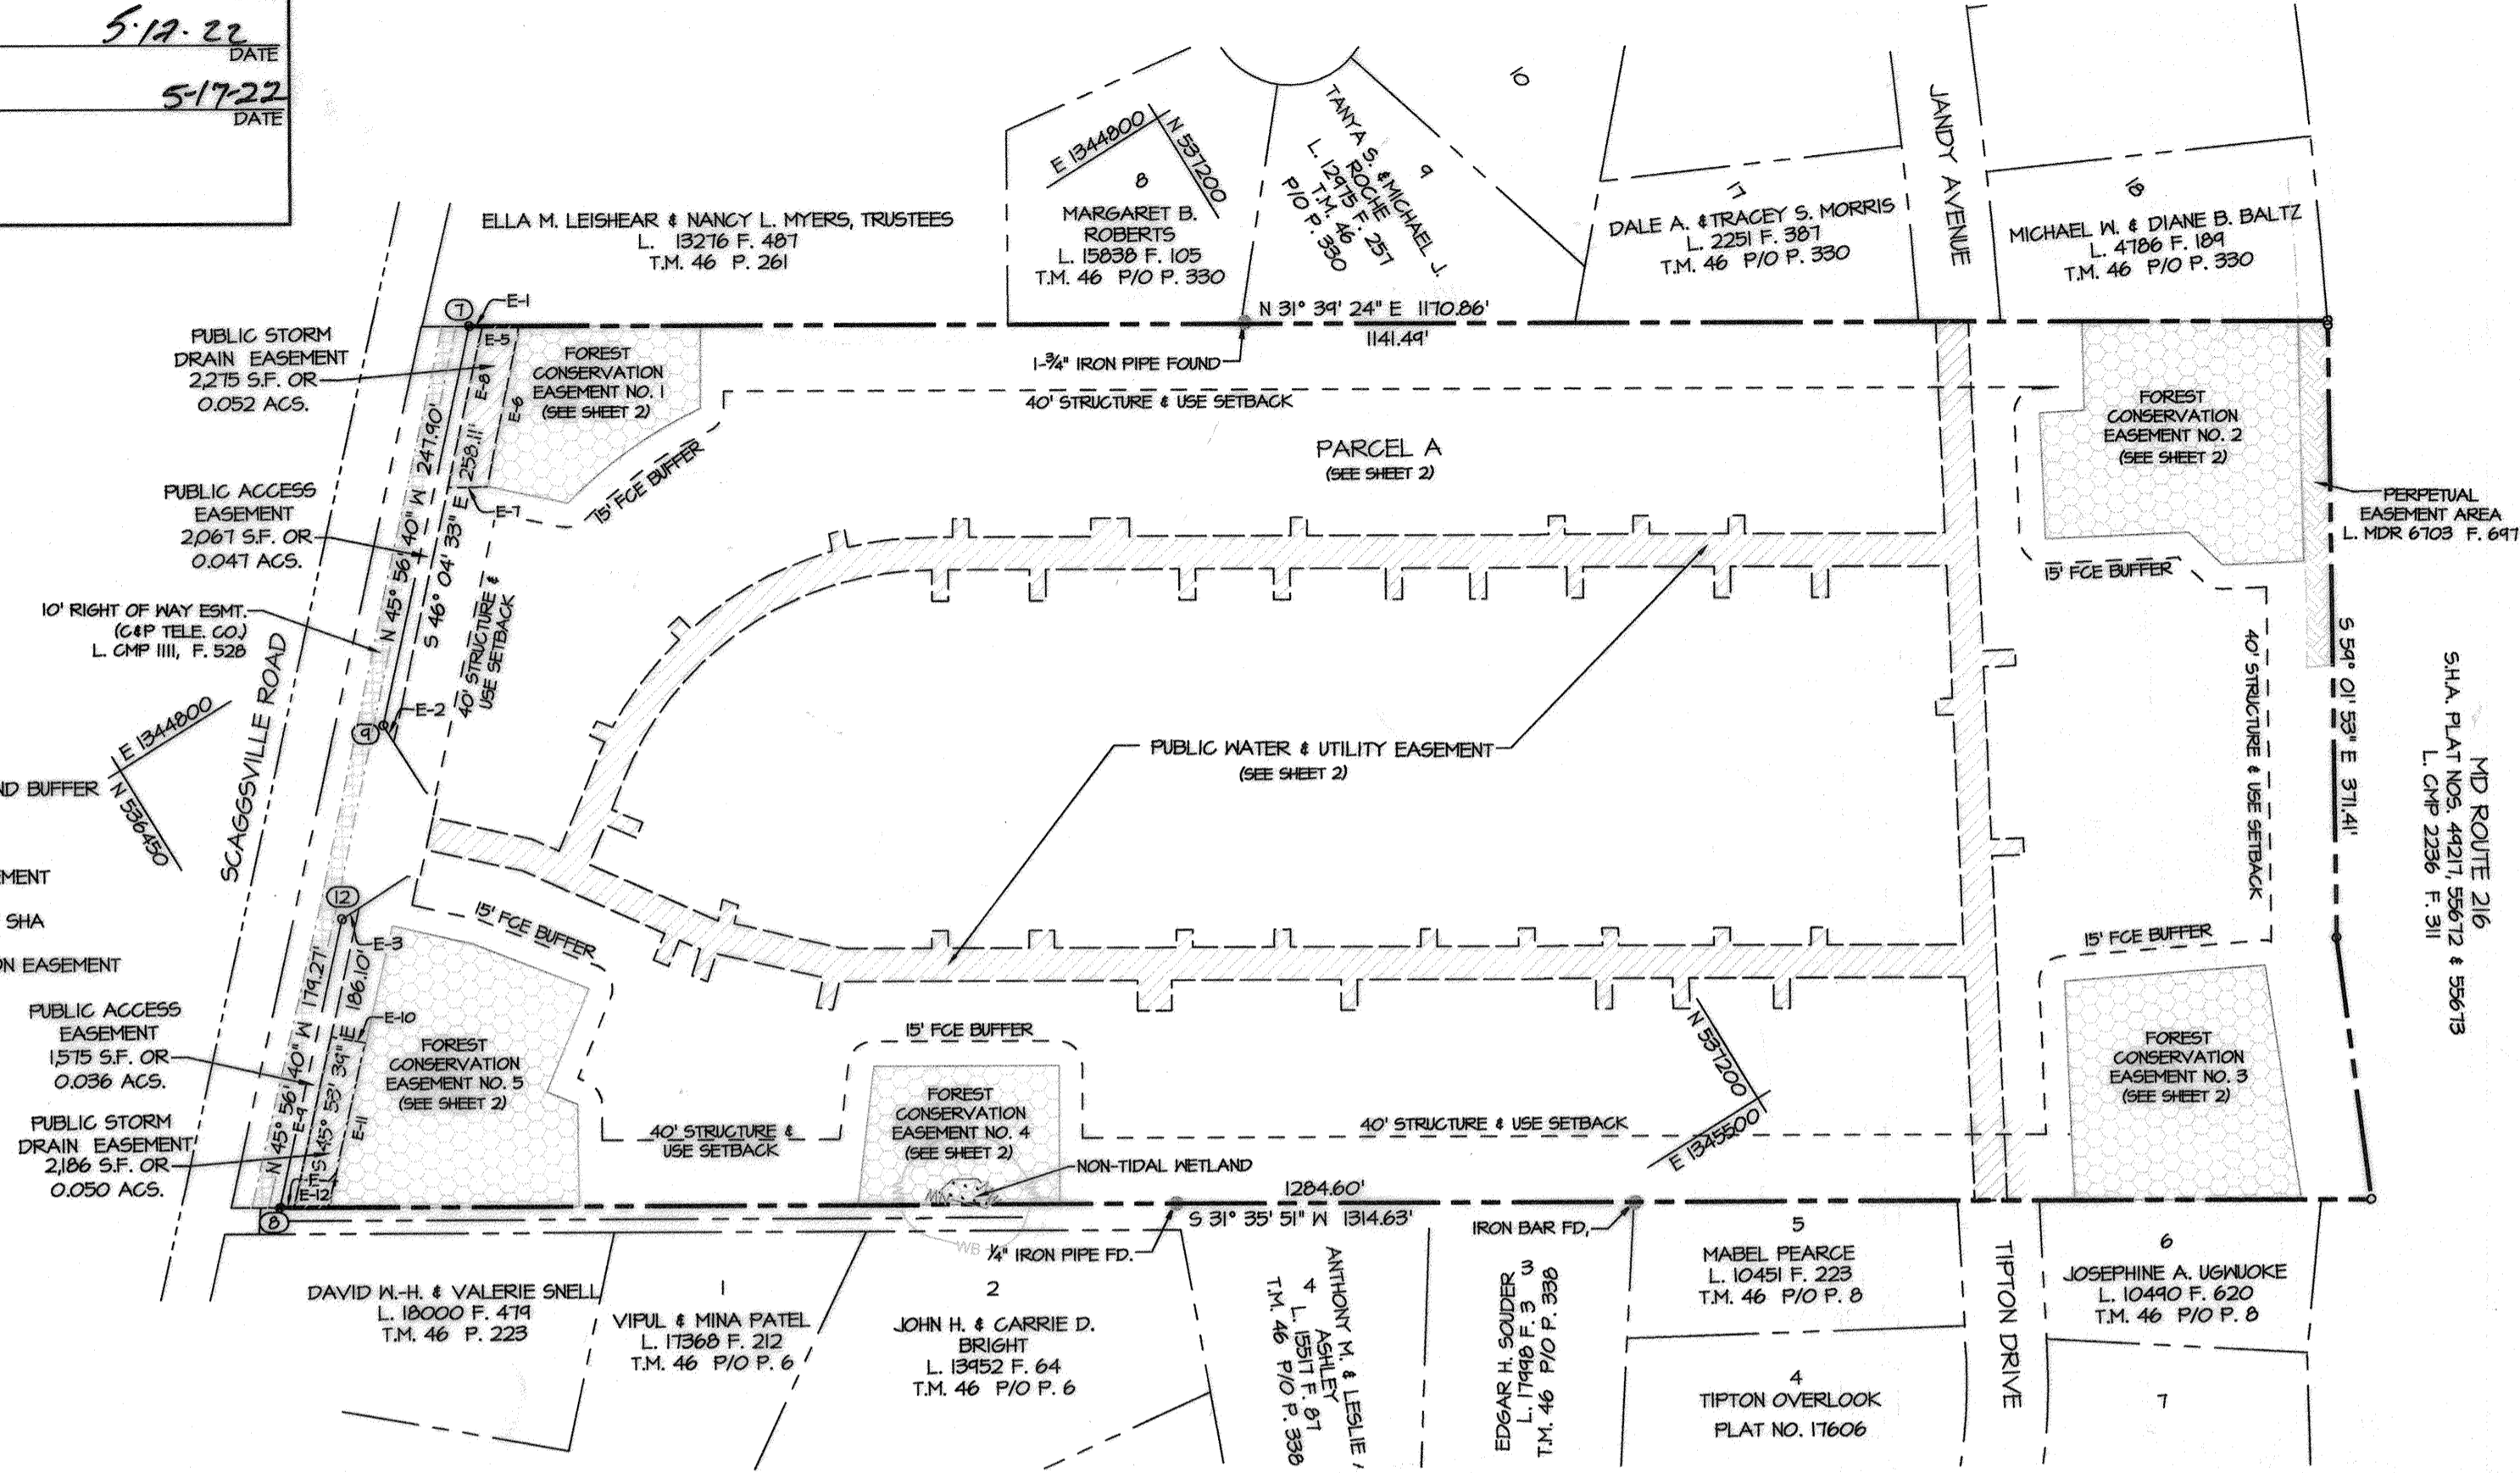 5-12-22
DATE
5-17-22
DATE
ELLA M. LEISHEAR & NANCY L. MYERS, TRUSTEES
L. 13276 F. 487
T.M. 46 P. 261
E 1344800
N 537200
8
MARGARET B.
ROBERTS
L. 15838 F. 105
T.M. 46 P/O P. 330
9
TANYA S. & MICHAEL J.
ROCHE
L. 12975 F. 257
T.M. 46
P/O P. 330
10
17
DALE A. & TRACEY S. MORRIS
L. 2251 F. 387
T.M. 46 P/O P. 330
JANDY AVENUE
18
MICHAEL W. & DIANE B. BALTZ
L. 4786 F. 189
T.M. 46 P/O P. 330
N 31° 39' 24" E 1170.86'
1141.49'
1-3/4" IRON PIPE FOUND
40' STRUCTURE & USE SETBACK
PARCEL A
(SEE SHEET 2)
7
E-1
E-5
E-8
E-6
E-7
FOREST
CONSERVATION
EASEMENT NO. 1
(SEE SHEET 2)
15' FCE BUFFER
PUBLIC STORM
DRAIN EASEMENT
2,275 S.F. OR
0.052 ACS.
PUBLIC ACCESS
EASEMENT
2,067 S.F. OR
0.047 ACS.
N 45° 56' 40" W 247.90'
S 46° 04' 33" E 258.11'
40' STRUCTURE &
USE SETBACK
10' RIGHT OF WAY ESMT.
(C&P TELE. CO.)
L. CMP 1111, F. 528
SCAGGSVILLE ROAD
E-2
9
E 1344800
N 536450
ND BUFFER
EMENT
SHA
ON EASEMENT
PUBLIC WATER & UTILITY EASEMENT
(SEE SHEET 2)
FOREST
CONSERVATION
EASEMENT NO. 2
(SEE SHEET 2)
15' FCE BUFFER
PERPETUAL
EASEMENT AREA
L. MDR 6703 F. 697
40' STRUCTURE & USE SETBACK
S 59° 01' 53" E 371.41'
MD ROUTE 216
S.H.A. PLAT NOS. 49217, 55672 & 55673
L. CMP 2236 F. 311
12
E-3
15' FCE BUFFER
N 45° 56' 40" W 179.27'
S 45° 53' 39" E 186.10'
E-9
E-10
E-11
E-12
8
PUBLIC ACCESS
EASEMENT
1,575 S.F. OR
0.036 ACS.
PUBLIC STORM
DRAIN EASEMENT
2,186 S.F. OR
0.050 ACS.
FOREST
CONSERVATION
EASEMENT NO. 5
(SEE SHEET 2)
40' STRUCTURE &
USE SETBACK
15' FCE BUFFER
FOREST
CONSERVATION
EASEMENT NO. 4
(SEE SHEET 2)
NON-TIDAL WETLAND
WB
40' STRUCTURE & USE SETBACK
N 537200
E 1345500
15' FCE BUFFER
FOREST
CONSERVATION
EASEMENT NO. 3
(SEE SHEET 2)
1284.60'
S 31° 35' 51" W 1314.63'
1/4" IRON PIPE FD.
IRON BAR FD,
DAVID W.-H. & VALERIE SNELL
L. 18000 F. 479
T.M. 46 P. 223
1
VIPUL & MINA PATEL
L. 17368 F. 212
T.M. 46 P/O P. 6
2
JOHN H. & CARRIE D.
BRIGHT
L. 13952 F. 64
T.M. 46 P/O P. 6
ANTHONY M. & LESLIE
ASHLEY
4 L. 15517 F. 87
T.M. 46 P/O P. 338
EDGAR H. SOUDER 3
L. 17998 F. 3
T.M. 46 P/O P. 338
5
MABEL PEARCE
L. 10451 F. 223
T.M. 46 P/O P. 8
4
TIPTON OVERLOOK
PLAT NO. 17606
TIPTON DRIVE
6
JOSEPHINE A. UGWUOKE
L. 10490 F. 620
T.M. 46 P/O P. 8
7